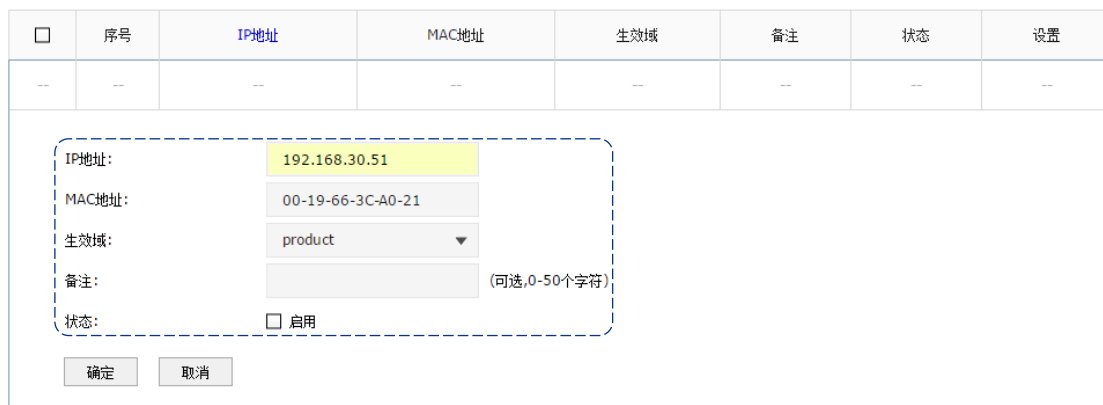 序号 IP地址 MAC地址 生效域 备注 状态 设置
-- -- -- -- -- -- -- --
IP地址: 192.168.30.51
MAC地址: 00-19-66-3C-A0-21
生效域: product
备注: (可选,0-50个字符)
状态: 启用
确定 取消